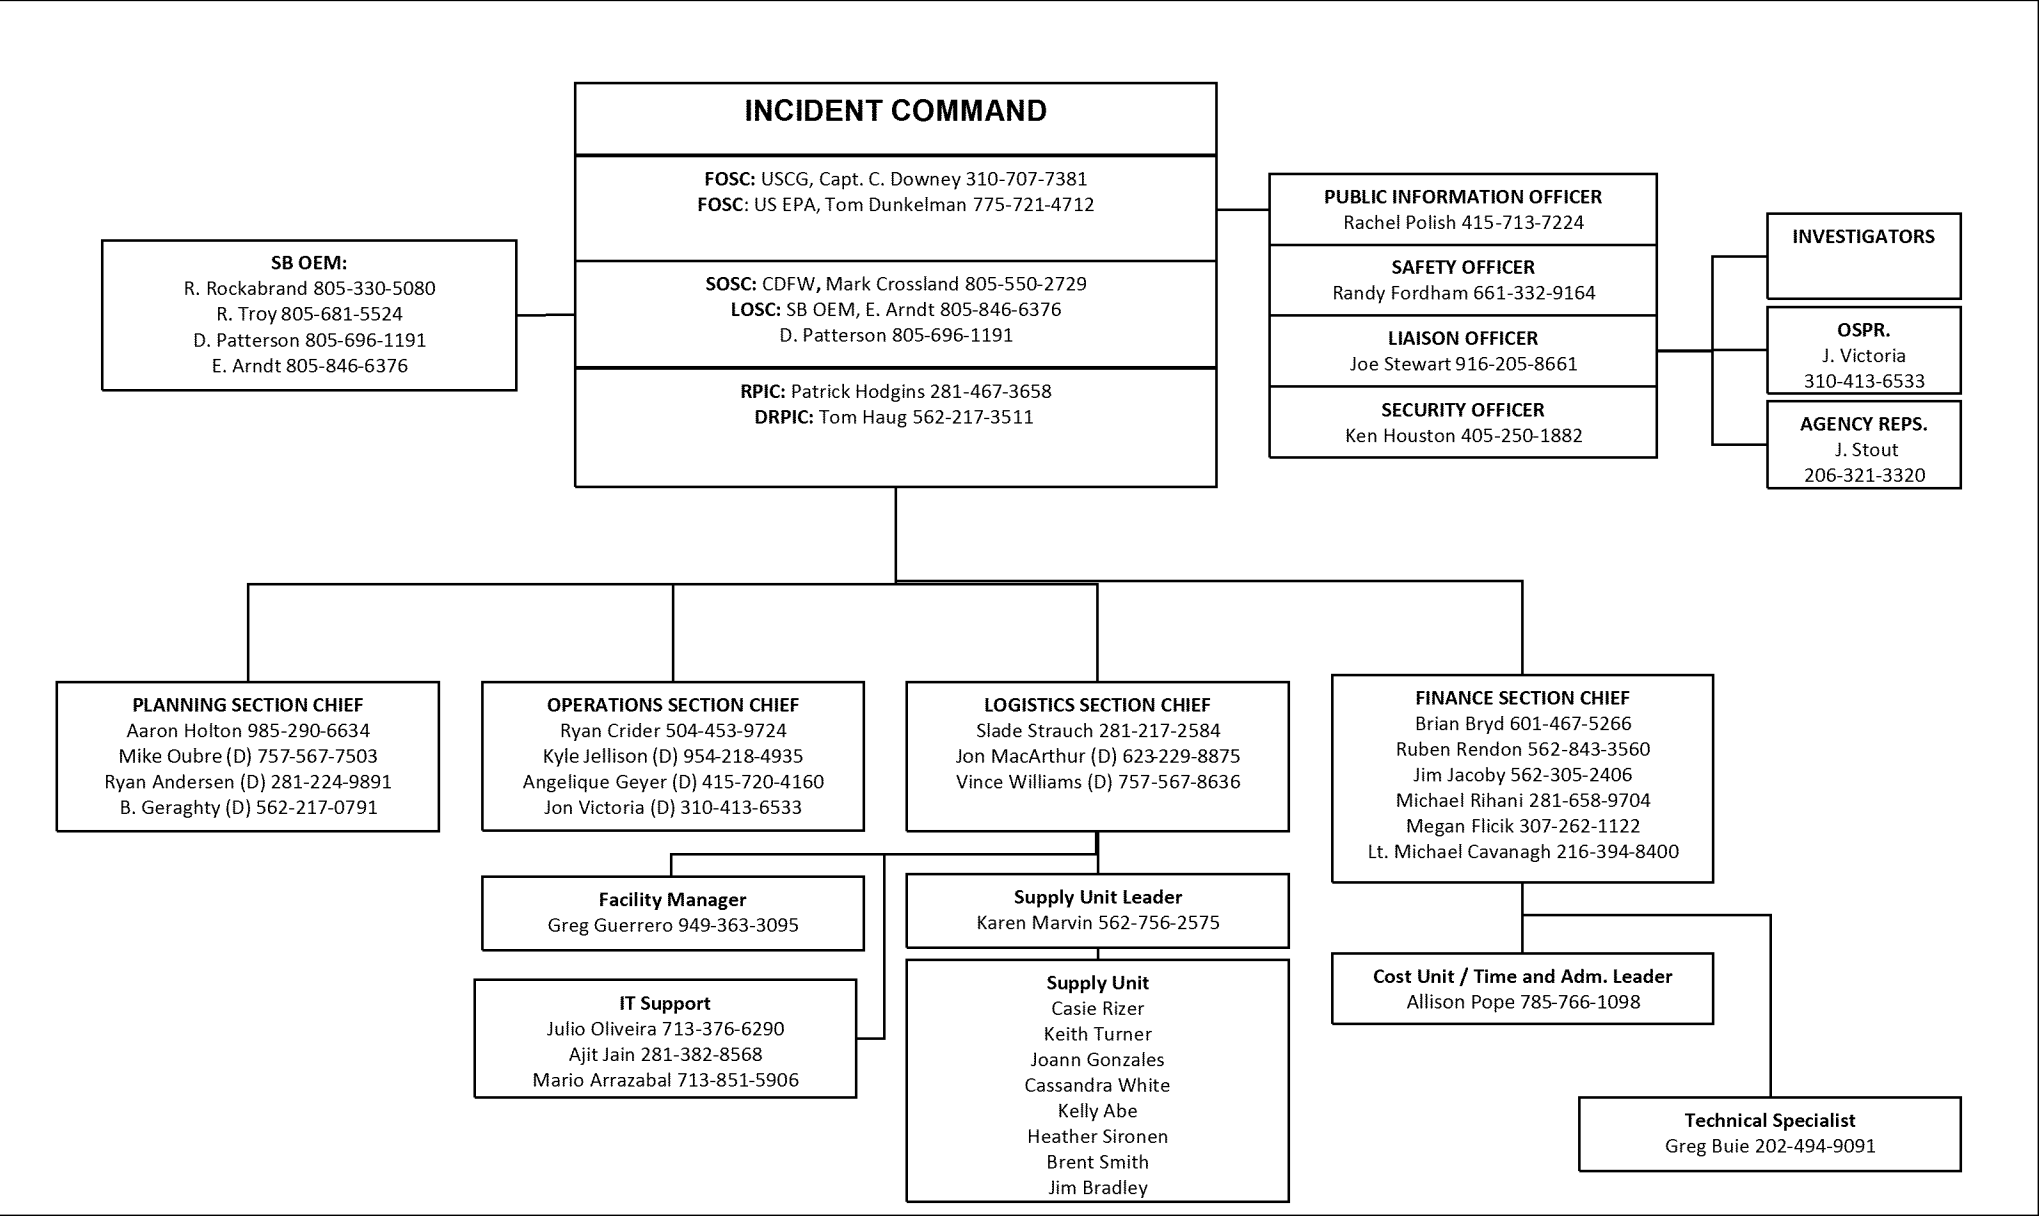 INCIDENT COMMAND
FOSC: USCG, Capt. C. Downey 310-707-7381
FOSC: US EPA, Tom Dunkelman 775-721-4712
SOSC: CDFW, Mark Crossland 805-550-2729
LOSC: SB OEM, E. Arndt 805-846-6376
D. Patterson 805-696-1191
RPIC: Patrick Hodgins 281-467-3658
DRPIC: Tom Haug 562-217-3511
SB OEM:
R. Rockabrand 805-330-5080
R. Troy 805-681-5524
D. Patterson 805-696-1191
E. Arndt 805-846-6376
PUBLIC INFORMATION OFFICER
Rachel Polish 415-713-7224
SAFETY OFFICER
Randy Fordham 661-332-9164
LIAISON OFFICER
Joe Stewart 916-205-8661
SECURITY OFFICER
Ken Houston 405-250-1882
INVESTIGATORS
OSPR.
J. Victoria
310-413-6533
AGENCY REPS.
J. Stout
206-321-3320
PLANNING SECTION CHIEF
Aaron Holton 985-290-6634
Mike Oubre (D) 757-567-7503
Ryan Andersen (D) 281-224-9891
B. Geraghty (D) 562-217-0791
OPERATIONS SECTION CHIEF
Ryan Crider 504-453-9724
Kyle Jellison (D) 954-218-4935
Angelique Geyer (D) 415-720-4160
Jon Victoria (D) 310-413-6533
LOGISTICS SECTION CHIEF
Slade Strauch 281-217-2584
Jon MacArthur (D) 623-229-8875
Vince Williams (D) 757-567-8636
FINANCE SECTION CHIEF
Brian Bryd 601-467-5266
Ruben Rendon 562-843-3560
Jim Jacoby 562-305-2406
Michael Rihani 281-658-9704
Megan Flicik 307-262-1122
Lt. Michael Cavanagh 216-394-8400
Facility Manager
Greg Guerrero 949-363-3095
IT Support
Julio Oliveira 713-376-6290
Ajit Jain 281-382-8568
Mario Arrazabal 713-851-5906
Supply Unit Leader
Karen Marvin 562-756-2575
Supply Unit
Casie Rizer
Keith Turner
Joann Gonzales
Cassandra White
Kelly Abe
Heather Sironen
Brent Smith
Jim Bradley
Cost Unit / Time and Adm. Leader
Allison Pope 785-766-1098
Technical Specialist
Greg Buie 202-494-9091